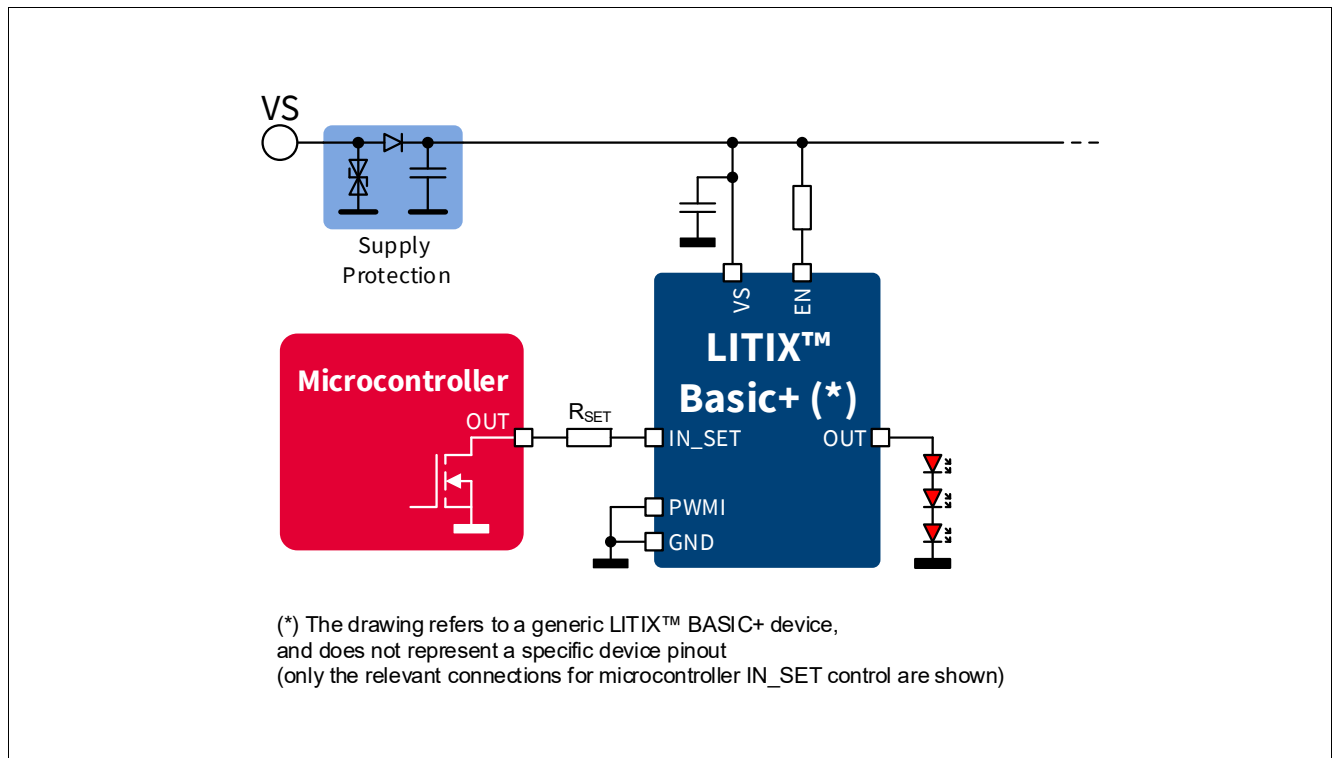 VS
Supply
Protection
VS
EN
LITIX™
Basic+ (*)
Microcontroller
OUT
RSET
IN_SET
OUT
PWMI
GND
(*) The drawing refers to a generic LITIX™ BASIC+ device,
and does not represent a specific device pinout
(only the relevant connections for microcontroller IN_SET control are shown)